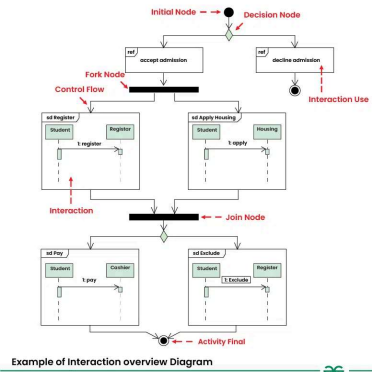 Initial Node
Decision Node
ref
accept admission
ref
decline admission
Fork Node
Control Flow
Interaction Use
sd Register
Student
Register
1: register
sd Apply Housing
Student
Housing
1: apply
Interaction
Join Node
sd Pay
Student
Cashier
1: pay
sd Exclude
Student
Register
1: Exclude
Activity Final
Example of Interaction overview Diagram